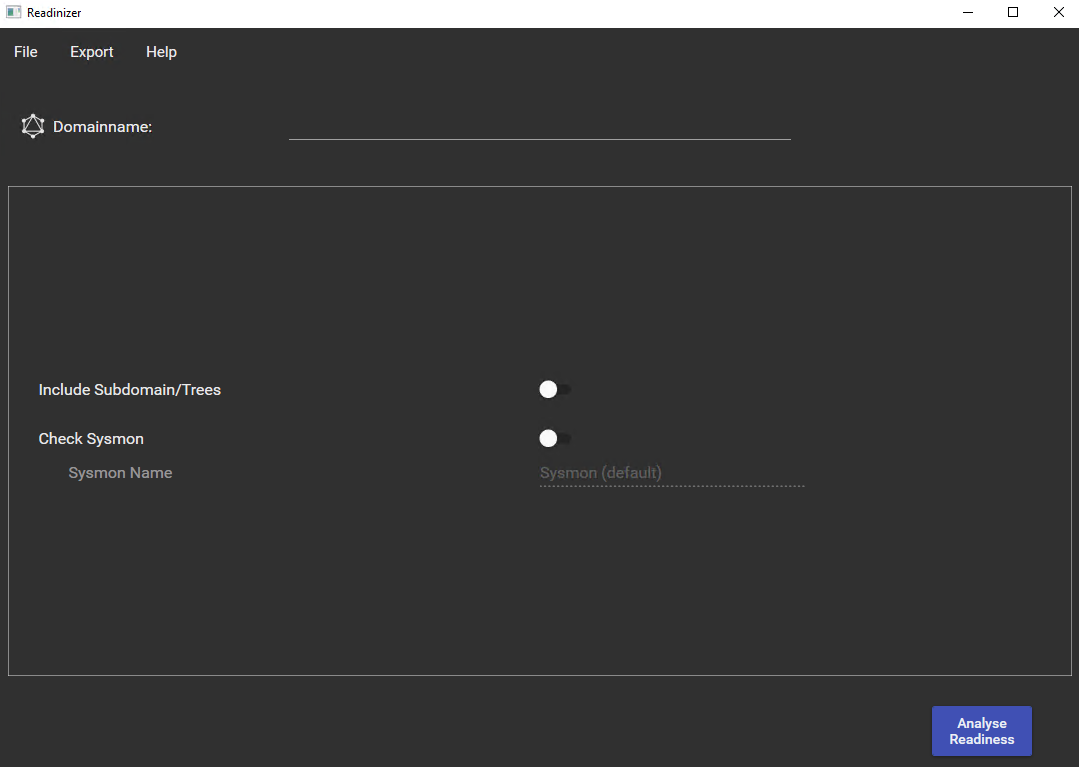 Readinizer
File Export Help
Domainname:
Include Subdomain/Trees
Check Sysmon
Sysmon Name Sysmon (default)
Analyse
Readiness